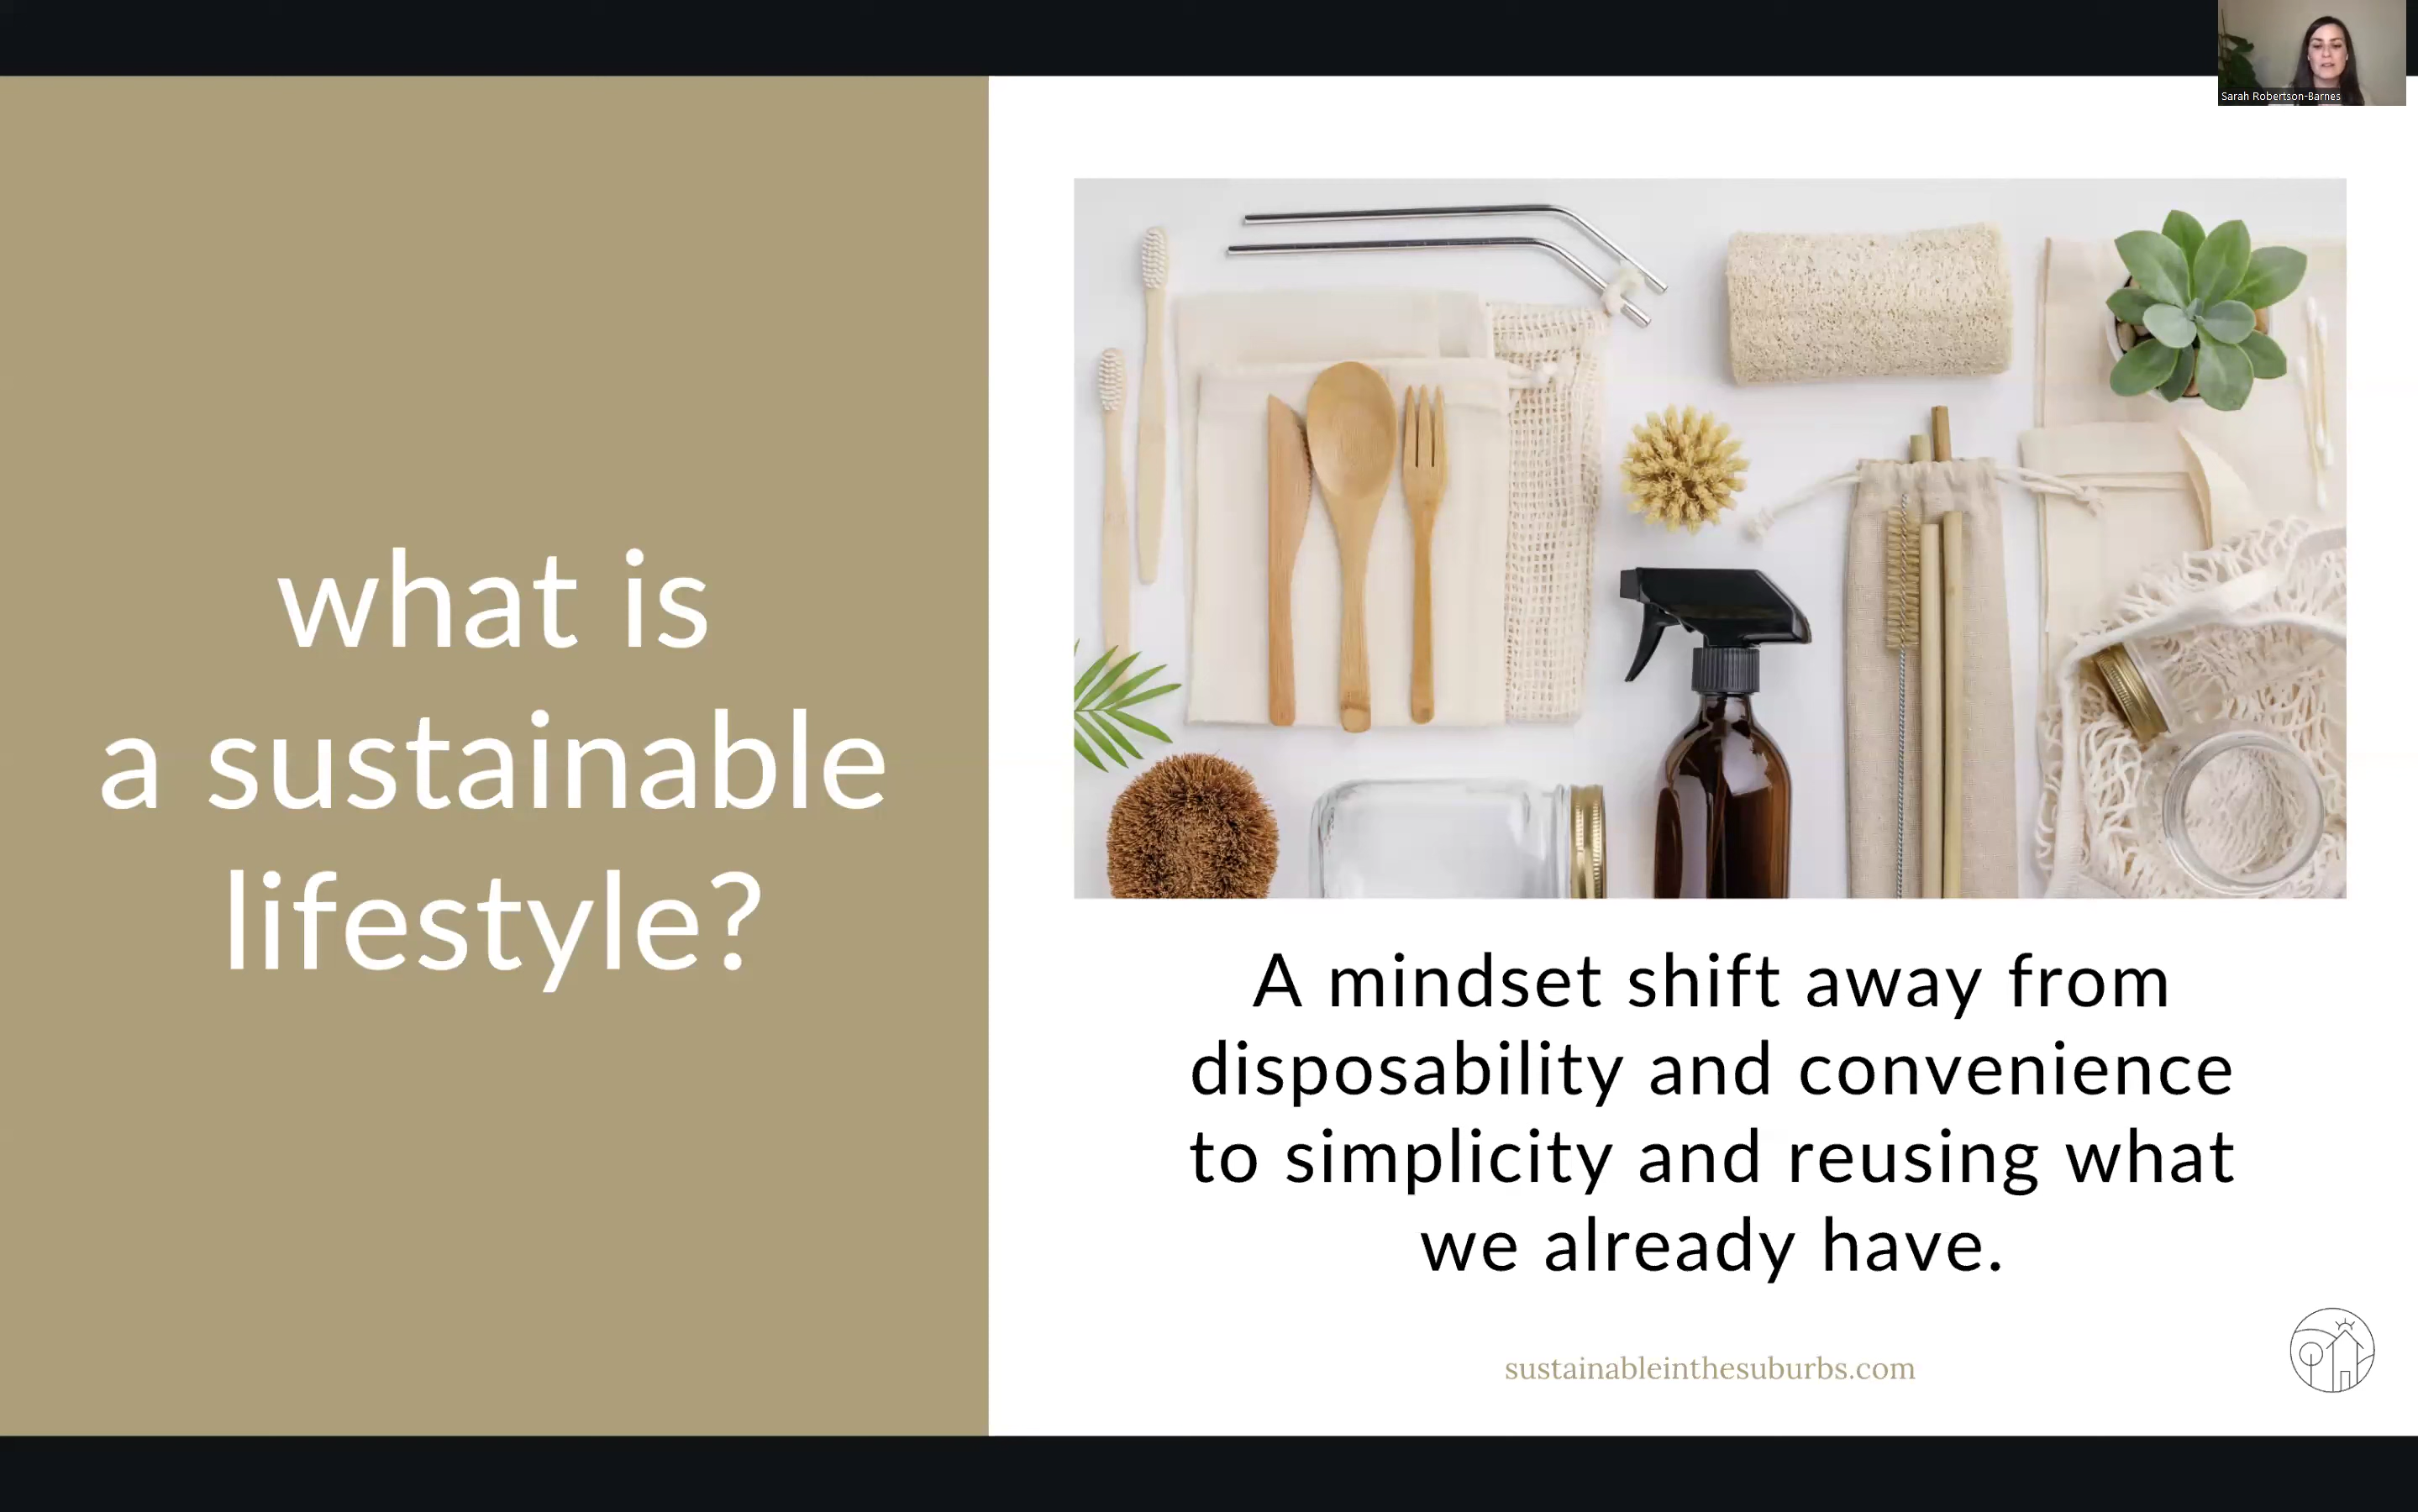 Sarah Robertson-Barnes
what is
a sustainable
lifestyle?
A mindset shift away from
disposability and convenience
to simplicity and reusing what
we already have.
sustainableinthesuburbs.com